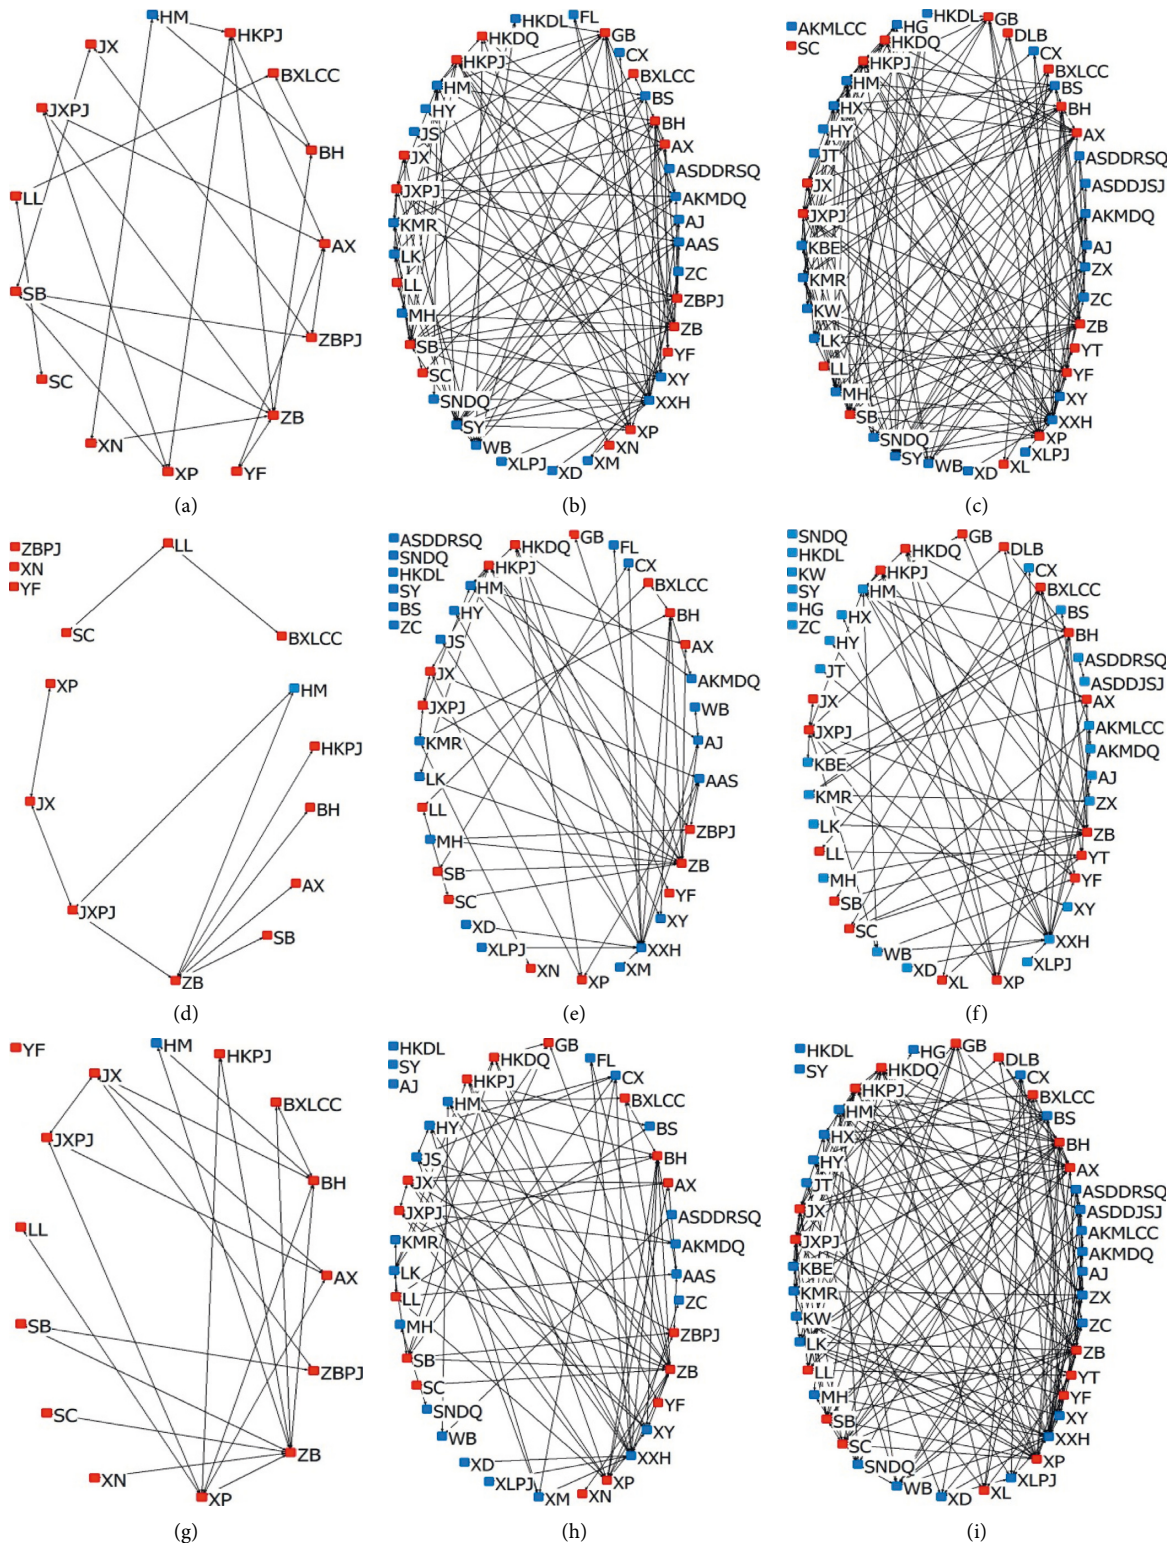 HM
JX
HKPJ
BXLCC
JXPJ
BH
LL
AX
SB
ZBPJ
SC
ZB
XN
XP
YF
(a)
FL
HKDL
GB
HKDQ
CX
HKPJ
BXLCC
HM
BS
HY
BH
JS
AX
JX
ASDDRSQ
JXPJ
AKMDQ
KMR
AJ
AAS
LK
ZC
LL
ZBPJ
MH
ZB
SB
YF
SC
XY
SNDQ
XXH
SY
XP
WB
XN
XLPJ
XM
XD
(b)
AKMLCC
SC
HKDL
GB
HG
DLB
HKDQ
CX
HKPJ
BXLCC
HM
BS
HX
BH
HY
AX
JT
ASDDRSQ
JX
ASDDJSJ
JXPJ
AKMDQ
KBE
AJ
ZX
KMR
ZC
KW
ZB
LK
YT
LL
YF
MH
XY
SB
XXH
SNDQ
XP
SY
XLPJ
WB
XL
XD
(c)
ZBPJ
XN
YF
LL
SC
BXLCC
XP
HM
HKPJ
JX
BH
AX
JXPJ
SB
ZB
(d)
ASDDRSQ
SNDQ
HKDL
SY
BS
ZC
GB
HKDQ
FL
HKPJ
CX
HM
BXLCC
HY
BH
JS
AX
JX
AKMDQ
JXPJ
WB
KMR
AJ
LK
AAS
LL
ZBPJ
MH
ZB
SB
YF
SC
XY
XD
XXH
XLPJ
XM
XN
XP
(e)
SNDQ
HKDL
KW
SY
HG
ZC
GB
HKDQ
DLB
HKPJ
CX
HM
BXLCC
HX
BS
HY
BH
JT
ASDDRSQ
ASDDJSJ
JX
AX
JXPJ
AKMLCC
KBE
AKMDQ
AJ
KMR
ZX
LK
ZB
LL
YT
MH
YF
SB
XY
SC
XXH
WB
XLPJ
XD
XL
XP
(f)
YF
HM
HKPJ
JX
BXLCC
JXPJ
BH
LL
AX
SB
ZBPJ
SC
ZB
XN
XP
(g)
HKDL
SY
AJ
GB
HKDQ
FL
HKPJ
CX
HM
BXLCC
HY
BS
JS
BH
JX
AX
JXPJ
ASDDRSQ
KMR
AKMDQ
LK
AAS
LL
ZC
MH
ZBPJ
SB
ZB
SC
YF
SNDQ
XY
WB
XXH
XD
XP
XLPJ
XN
XM
(h)
HKDL
SY
HG
GB
HKDQ
DLB
HKPJ
CX
HM
BXLCC
HX
BS
HY
BH
JT
AX
JX
ASDDRSQ
JXPJ
ASDDJSJ
KBE
AKMLCC
KMR
AKMDQ
KW
AJ
LK
ZX
LL
ZC
MH
ZB
SB
YT
SC
YF
SNDQ
XY
WB
XXH
XD
XP
XL
XLPJ
(i)